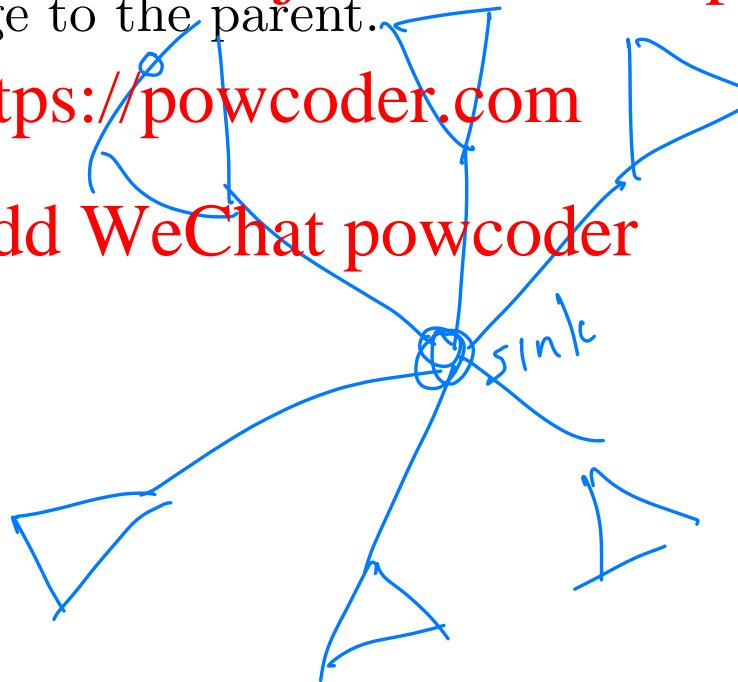 ge to the parent.
tps://powcoder.com
dd WeChat powcoder
sink